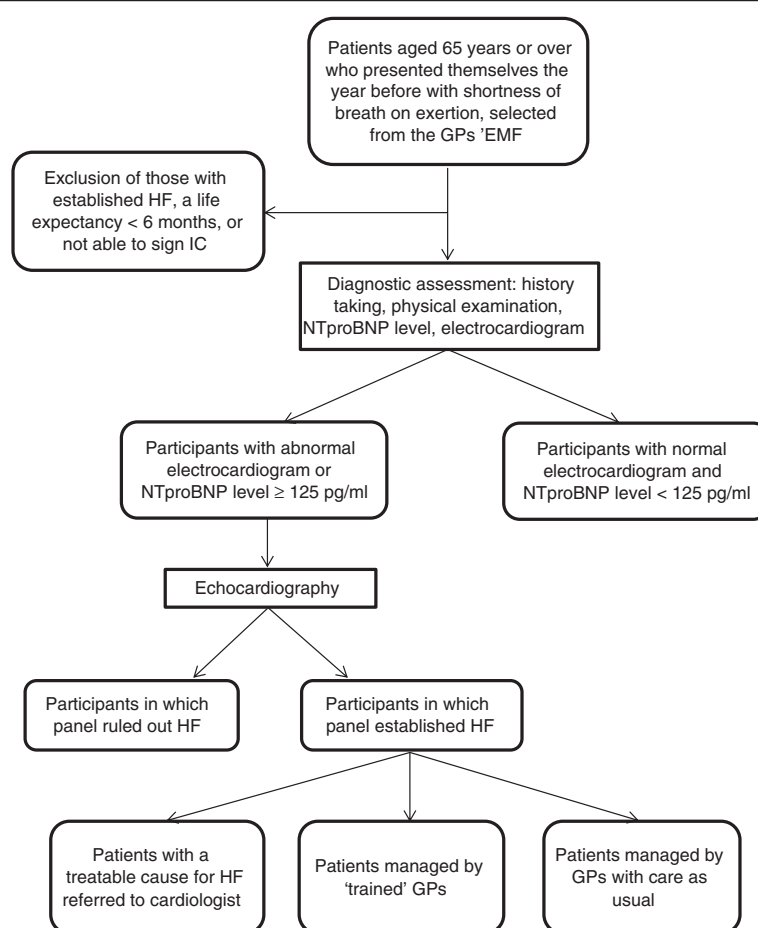 Patients aged 65 years or over
who presented themselves the
year before with shortness of
breath on exertion, selected
from the GPs 'EMF
Exclusion of those with
established HF, a life
expectancy < 6 months, or
not able to sign IC
Diagnostic assessment: history
taking, physical examination,
NTproBNP level, electrocardiogram
Participants with abnormal
electrocardiogram or
NTproBNP level ≥ 125 pg/ml
Participants with normal
electrocardiogram and
NTproBNP level < 125 pg/ml
Echocardiography
Participants in which
panel ruled out HF
Participants in which
panel established HF
Patients with a
treatable cause for HF
referred to cardiologist
Patients managed by
'trained' GPs
Patients managed by
GPs with care as
usual